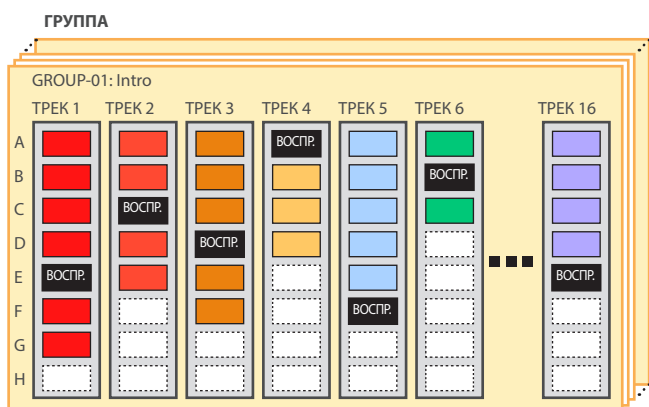 ГРУППА
GROUP-01: Intro
ТРЕК 1 ТРЕК 2 ТРЕК 3 ТРЕК 4 ТРЕК 5 ТРЕК 6 ТРЕК 16
A ВОСПР.
B ВОСПР.
C ВОСПР.
D ВОСПР.
E ВОСПР. ВОСПР.
F ВОСПР.
G
H